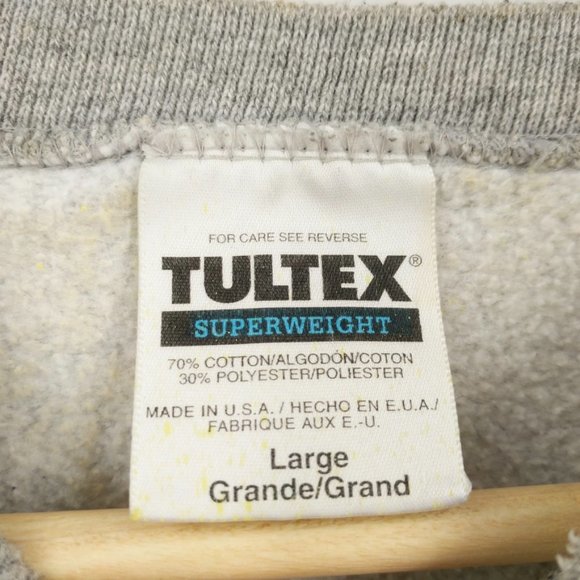 FOR CARE SEE REVERSE
TULTEX®
SUPERWEIGHT
70% COTTON/ALGODÓN/COTON
30% POLYESTER/POLIESTER
MADE IN U.S.A. / HECHO EN E.U.A./
FABRIQUE AUX E.-U.
Large
Grande/Grand